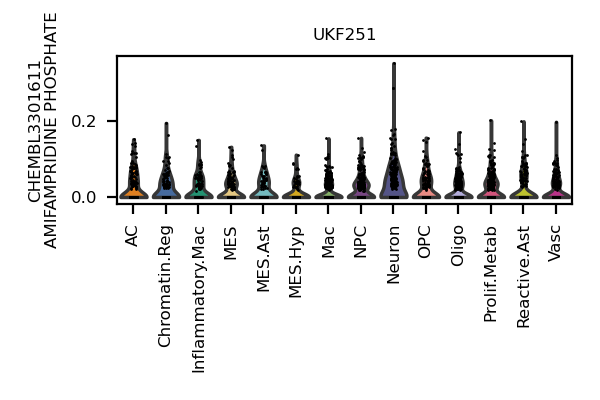 UKF251
CHEMBL3301611
AMIFAMPRIDINE PHOSPHATE
0.2
0.0
AC
Chromatin.Reg
Inflammatory.Mac
MES
MES.Ast
MES.Hyp
Mac
NPC
Neuron
OPC
Oligo
Prolif.Metab
Reactive.Ast
Vasc